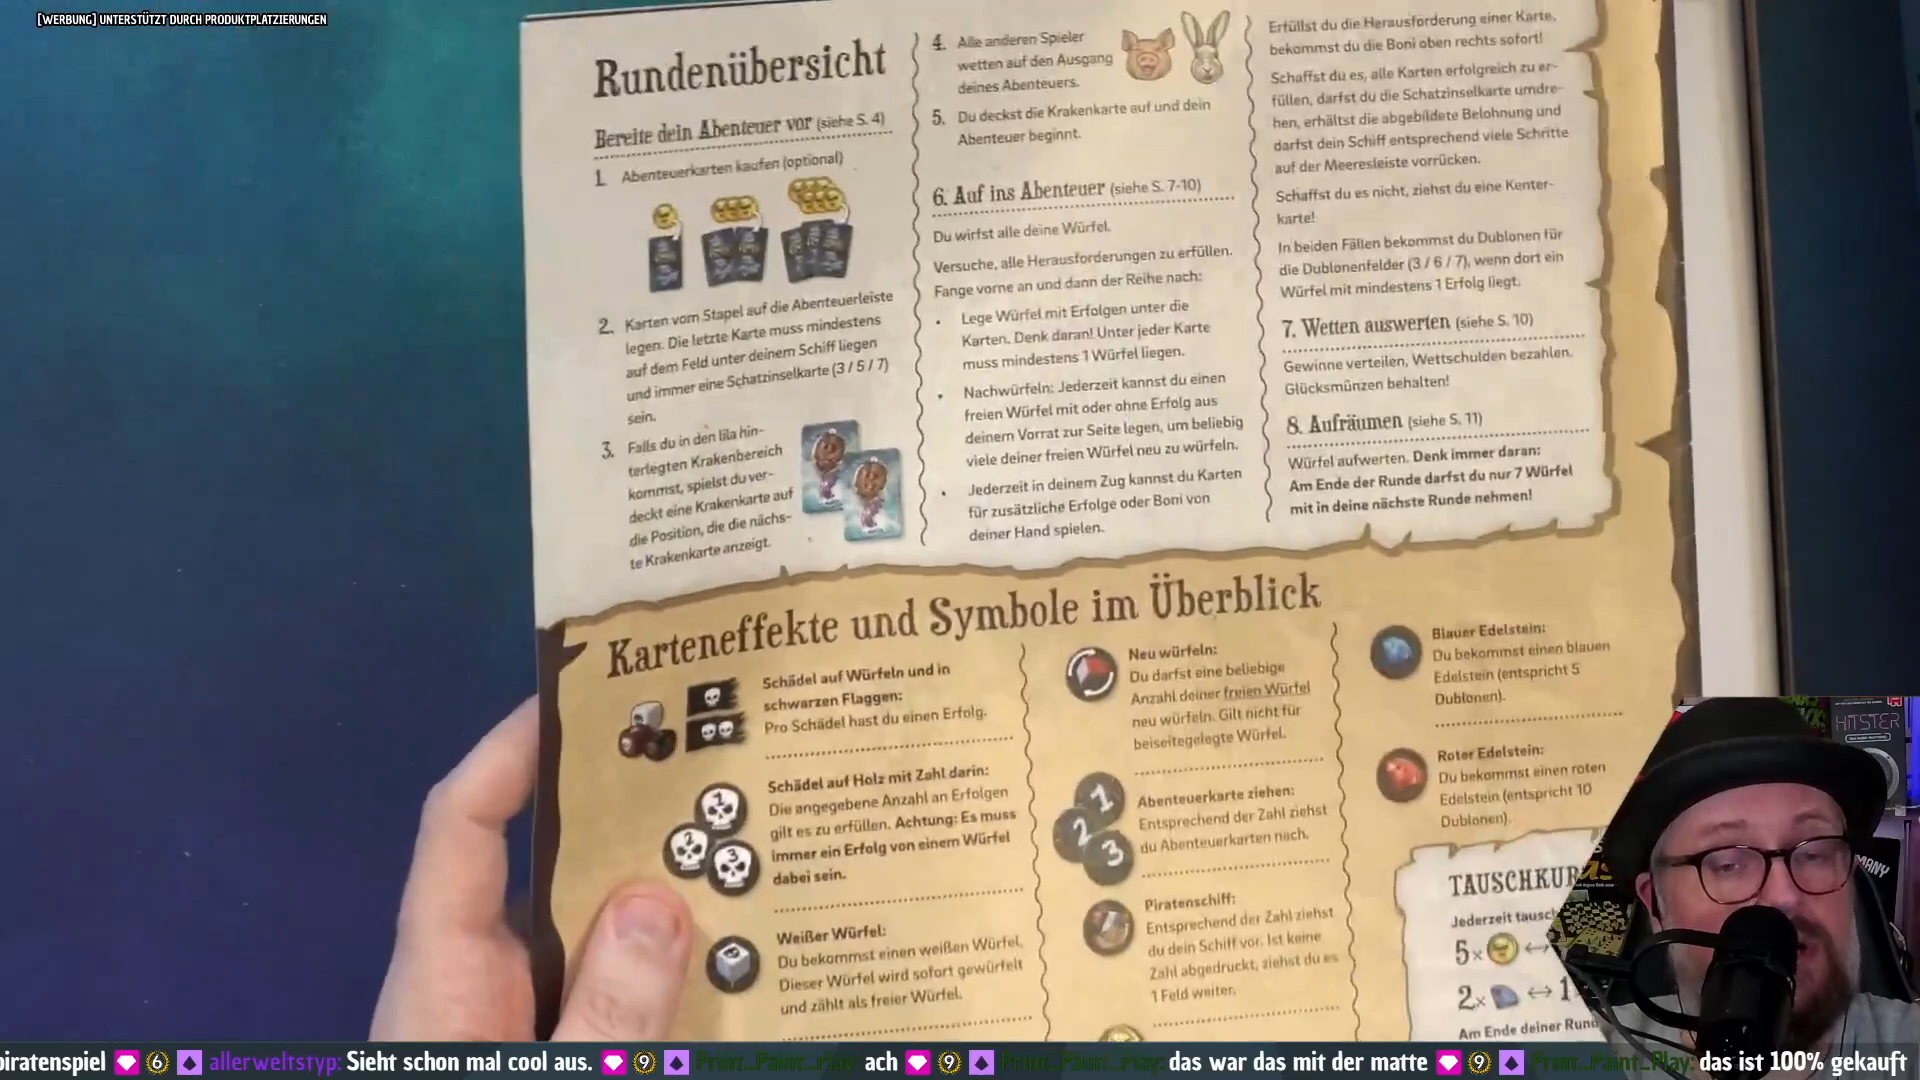 [WERBUNG] UNTERSTÜTZT DURCH PRODUKTPLATZIERUNGEN
Rundenübersicht
Bereite dein Abenteuer vor (siehe S. 4)
1. Abenteuerkarten kaufen (optional)
2. Karten vom Stapel auf die Abenteuerleiste
legen. Die letzte Karte muss mindestens
auf dem Feld unter deinem Schiff liegen
und immer eine Schatzinselkarte (3 / 5 / 7)
sein.
3. Falls du in den lila hin-
terlegten Krakenbereich
kommst, spielst du ver-
deckt eine Krakenkarte auf
die Position, die die nächs-
te Krakenkarte anzeigt.
4. Alle anderen Spieler
wetten auf den Ausgang
deines Abenteuers.
5. Du deckst die Krakenkarte auf und dein
Abenteuer beginnt.
6. Auf ins Abenteuer (siehe S. 7-10)
Du wirfst alle deine Würfel.
Versuche, alle Herausforderungen zu erfüllen.
Fange vorne an und dann der Reihe nach:
• Lege Würfel mit Erfolgen unter die
Karten. Denk daran! Unter jeder Karte
muss mindestens 1 Würfel liegen.
• Nachwürfeln: Jederzeit kannst du einen
freien Würfel mit oder ohne Erfolg aus
deinem Vorrat zur Seite legen, um beliebig
viele deiner freien Würfel neu zu würfeln.
• Jederzeit in deinem Zug kannst du Karten
für zusätzliche Erfolge oder Boni von
deiner Hand spielen.
Erfüllst du die Herausforderung einer Karte,
bekommst du die Boni oben rechts sofort!
Schaffst du es, alle Karten erfolgreich zu er-
füllen, darfst du die Schatzinselkarte umdre-
hen, erhältst die abgebildete Belohnung und
darfst dein Schiff entsprechend viele Schritte
auf der Meeresleiste vorrücken.
Schaffst du es nicht, ziehst du eine Kenter-
karte!
In beiden Fällen bekommst du Dublonen für
die Dublonenfelder (3 / 6 / 7), wenn dort ein
Würfel mit mindestens 1 Erfolg liegt.
7. Wetten auswerten (siehe S. 10)
Gewinne verteilen, Wettschulden bezahlen.
Glücksmünzen behalten!
8. Aufräumen (siehe S. 11)
Würfel aufwerten. Denk immer daran:
Am Ende der Runde darfst du nur 7 Würfel
mit in deine nächste Runde nehmen!
Karteneffekte und Symbole im Überblick
Schädel auf Würfeln und in
schwarzen Flaggen:
Pro Schädel hast du einen Erfolg.
1
2
3
Schädel auf Holz mit Zahl darin:
Die angegebene Anzahl an Erfolgen
gilt es zu erfüllen. Achtung: Es muss
immer ein Erfolg von einem Würfel
dabei sein.
Weißer Würfel:
Du bekommst einen weißen Würfel.
Dieser Würfel wird sofort gewürfelt
und zählt als freier Würfel.
Neu würfeln:
Du darfst eine beliebige
Anzahl deiner freien Würfel
neu würfeln. Gilt nicht für
beiseitegelegte Würfel.
1
2
3
Abenteuerkarte ziehen:
Entsprechend der Zahl ziehst
du Abenteuerkarten nach.
Piratenschiff:
Entsprechend der Zahl ziehst
du dein Schiff vor. Ist keine
Zahl abgedruckt, ziehst du es
1 Feld weiter.
Blauer Edelstein:
Du bekommst einen blauen
Edelstein (entspricht 5
Dublonen).
Roter Edelstein:
Du bekommst einen roten
Edelstein (entspricht 10
Dublonen).
TAUSCHKUR
Jederzeit tausch
5x ↔
2x ↔ 1
Am Ende deiner Rund
HITSTER
MANY
piratenspiel 6 allerweltstyp: Sieht schon mal cool aus. 9 Print_Paint_Play: ach 9 Print_Paint_Play: das war das mit der matte 9 Print_Paint_Play: das ist 100% gekauft